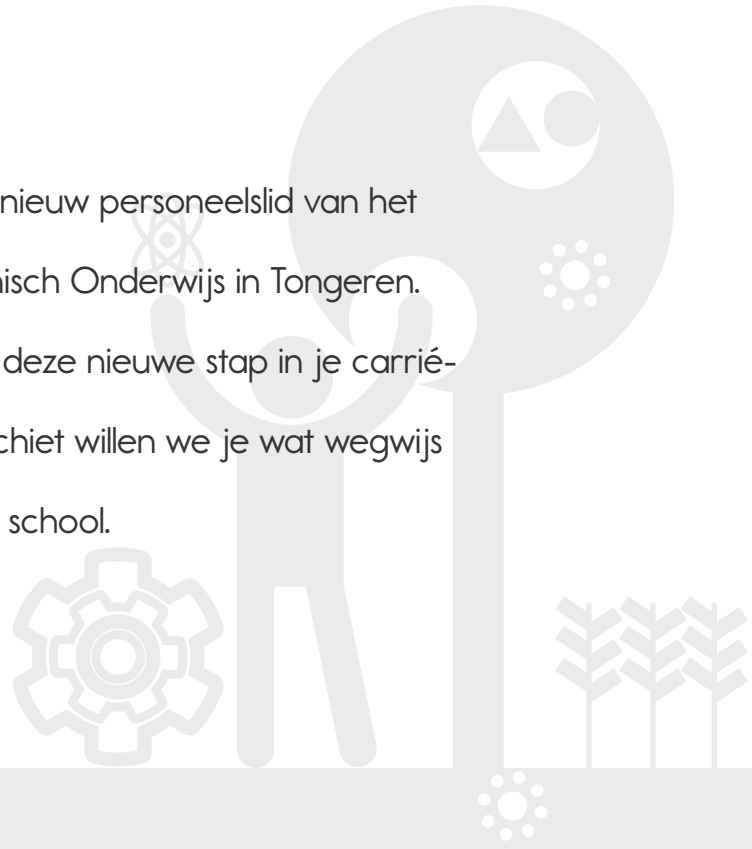 nieuw personeelslid van het
nisch Onderwijs in Tongeren.
deze nieuwe stap in je carrié-
chiet willen we je wat wegwijs
school.